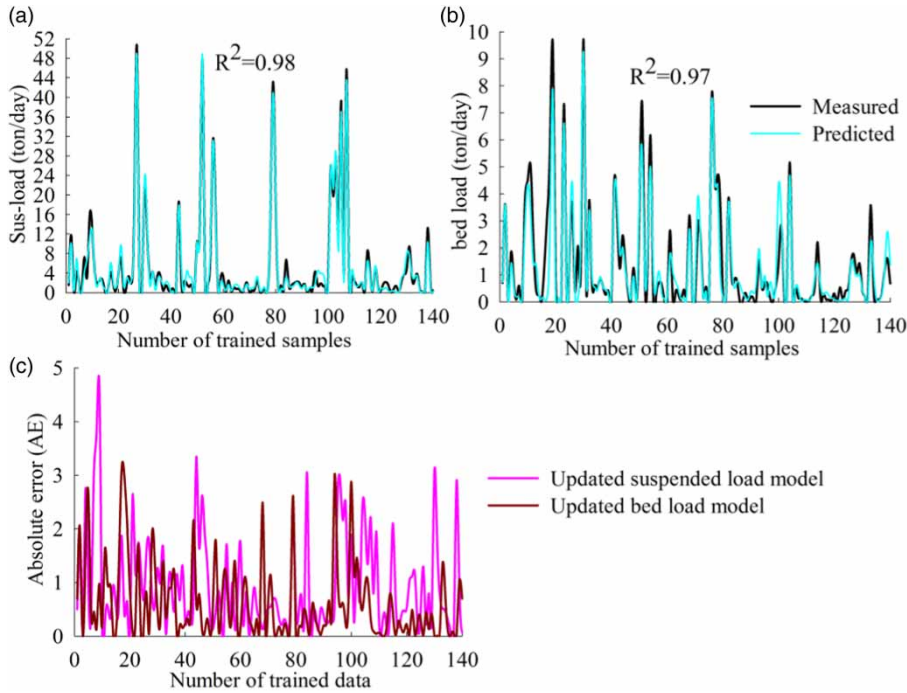 (a)
Sus-load (ton/day)
52
48
44
40
36
32
28
24
20
16
12
8
4
0
R2=0.98
0 20 40 60 80 100 120 140
Number of trained samples
(b)
bed load (ton/day)
10
9
8
7
6
5
4
3
2
1
0
R2=0.97
Measured
Predicted
0 20 40 60 80 100 120 140
Number of trained samples
(c)
Absolute error (AE)
5
4
3
2
1
0
0 20 40 60 80 100 120 140
Number of trained data
Updated suspended load model
Updated bed load model